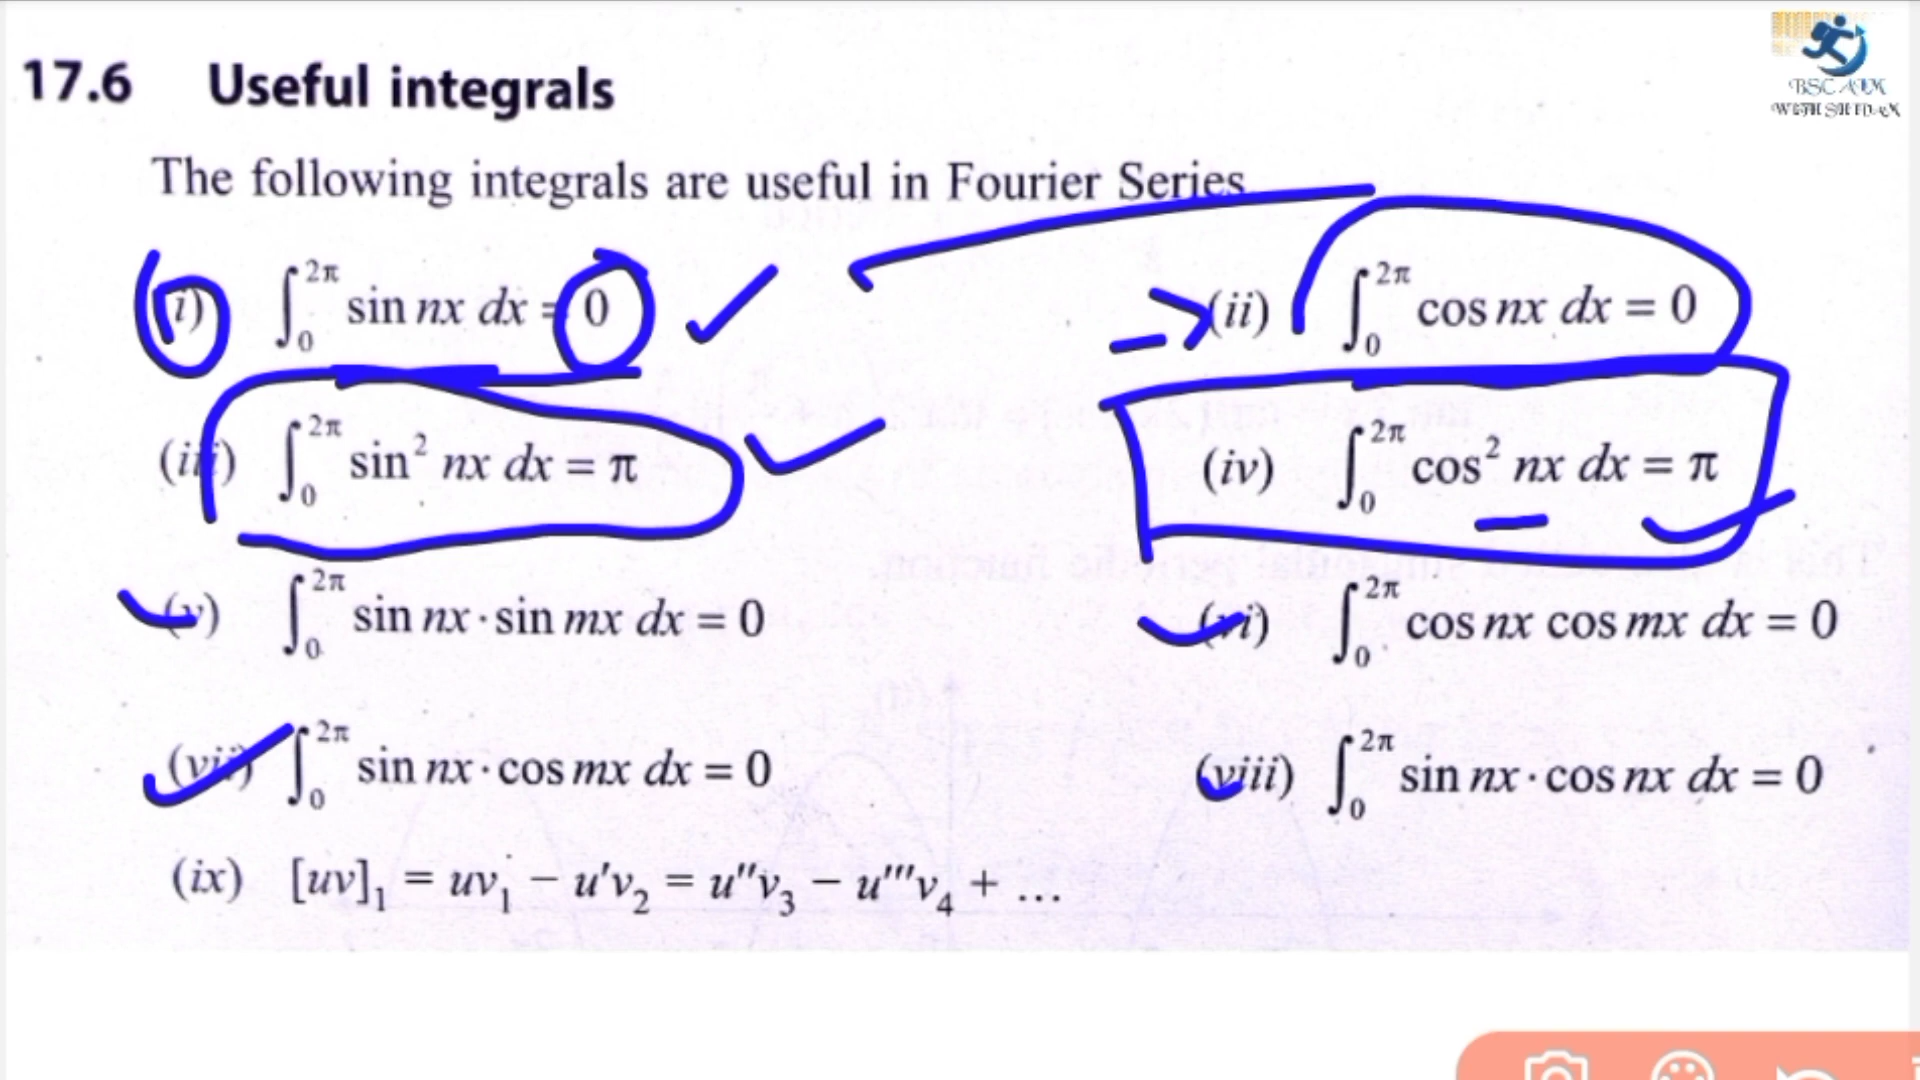 17.6 Useful integrals
The following integrals are useful in Fourier Series.
(i) ∫₀^{2π} sin nx dx = 0
(ii) ∫₀^{2π} cos nx dx = 0
(iii) ∫₀^{2π} sin² nx dx = π
(iv) ∫₀^{2π} cos² nx dx = π
(v) ∫₀^{2π} sin nx · sin mx dx = 0
(vi) ∫₀^{2π} cos nx cos mx dx = 0
(vii) ∫₀^{2π} sin nx · cos mx dx = 0
(viii) ∫₀^{2π} sin nx · cos nx dx = 0
(ix) [uv]₁ = uv₁ − u′v₂ = u″v₃ − u‴v₄ + ...
BSC AIM
WITH